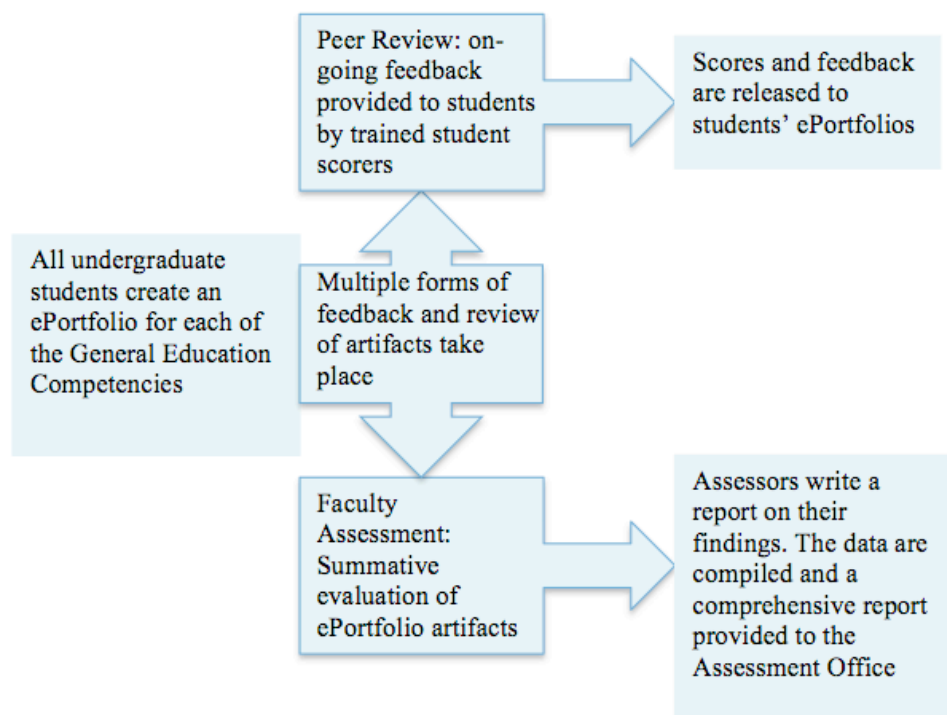 Peer Review: on-
going feedback
provided to students
by trained student
scorers
Scores and feedback
are released to
students’ ePortfolios
All undergraduate
students create an
ePortfolio for each of
the General Education
Competencies
Multiple forms of
feedback and review
of artifacts take
place
Faculty
Assessment:
Summative
evaluation of
ePortfolio artifacts
Assessors write a
report on their
findings. The data are
compiled and a
comprehensive report
provided to the
Assessment Office